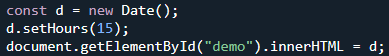 const d = new Date();
d.setHours(15);
document.getElementById("demo").innerHTML = d;